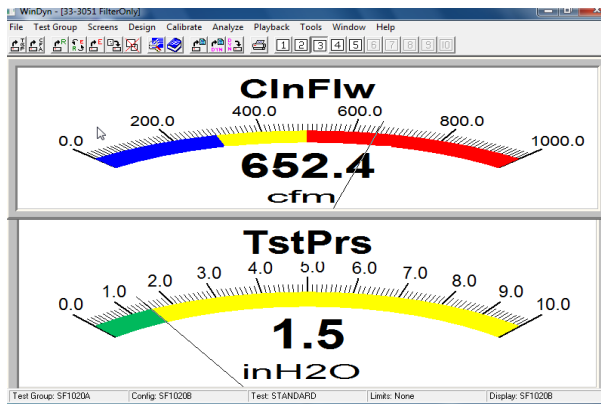 WinDyn - [33-3051 FilterOnly]
File Test Group Screens Design Calibrate Analyze Playback Tools Window Help
1 2 3 4 5 6 7 8 9 10
ClnFlw
0.0 200.0 400.0 600.0 800.0 1000.0
652.4
cfm
TstPrs
0.0 1.0 2.0 3.0 4.0 5.0 6.0 7.0 8.0 9.0 10.0
1.5
inH2O
Test Group: SF1020A Config: SF1020B Test: STANDARD Limits: None Display: SF1020B